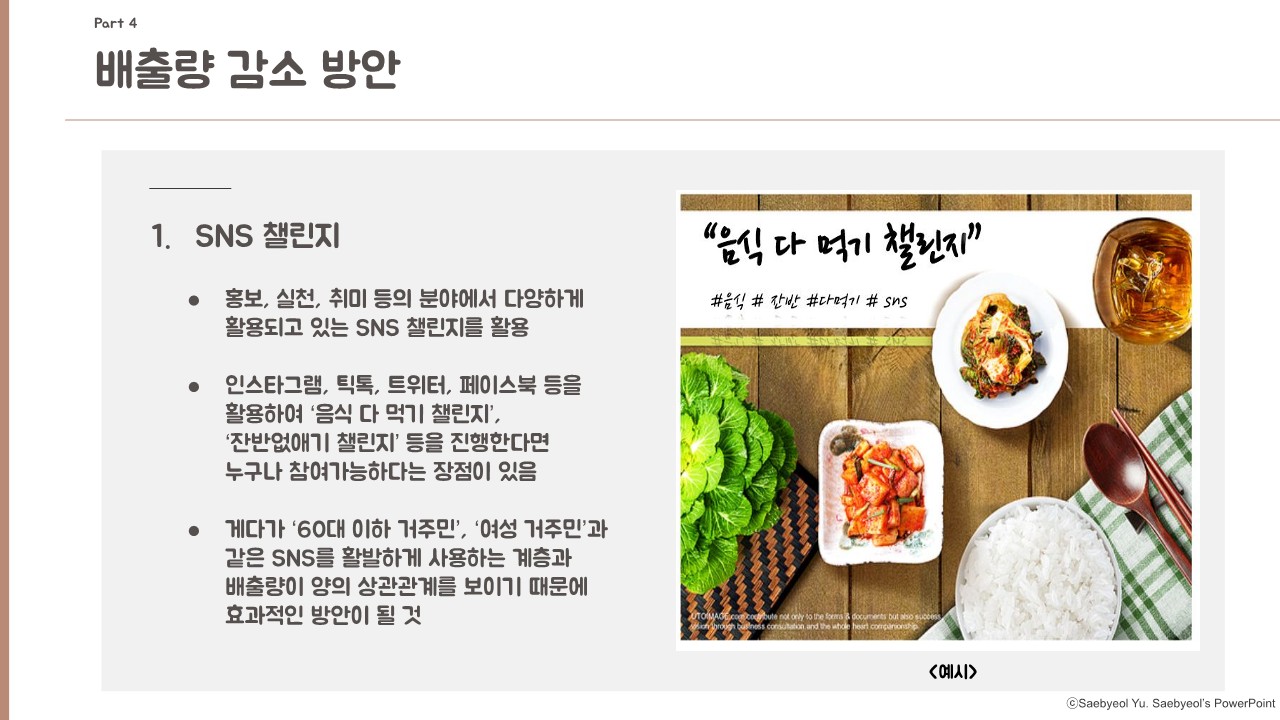 Part 4
배출량 감소 방안
1. SNS 챌린지
● 홍보, 실천, 취미 등의 분야에서 다양하게
활용되고 있는 SNS 챌린지를 활용
● 인스타그램, 틱톡, 트위터, 페이스북 등을
활용하여 ‘음식 다 먹기 챌린지’,
‘잔반없애기 챌린지’ 등을 진행한다면
누구나 참여가능하다는 장점이 있음
● 게다가 ‘60대 이하 거주민’, ‘여성 거주민’과
같은 SNS를 활발하게 사용하는 계층과
배출량이 양의 상관관계를 보이기 때문에
효과적인 방안이 될 것
“음식 다 먹기 챌린지”
#음식 # 잔반 #다먹기 # sns
UTOIMAGE.com contribute not only to the forms & documents but also success
vision through business consultation and the whole heart companionship.
<예시>
ⓒSaebyeol Yu. Saebyeol’s PowerPoint